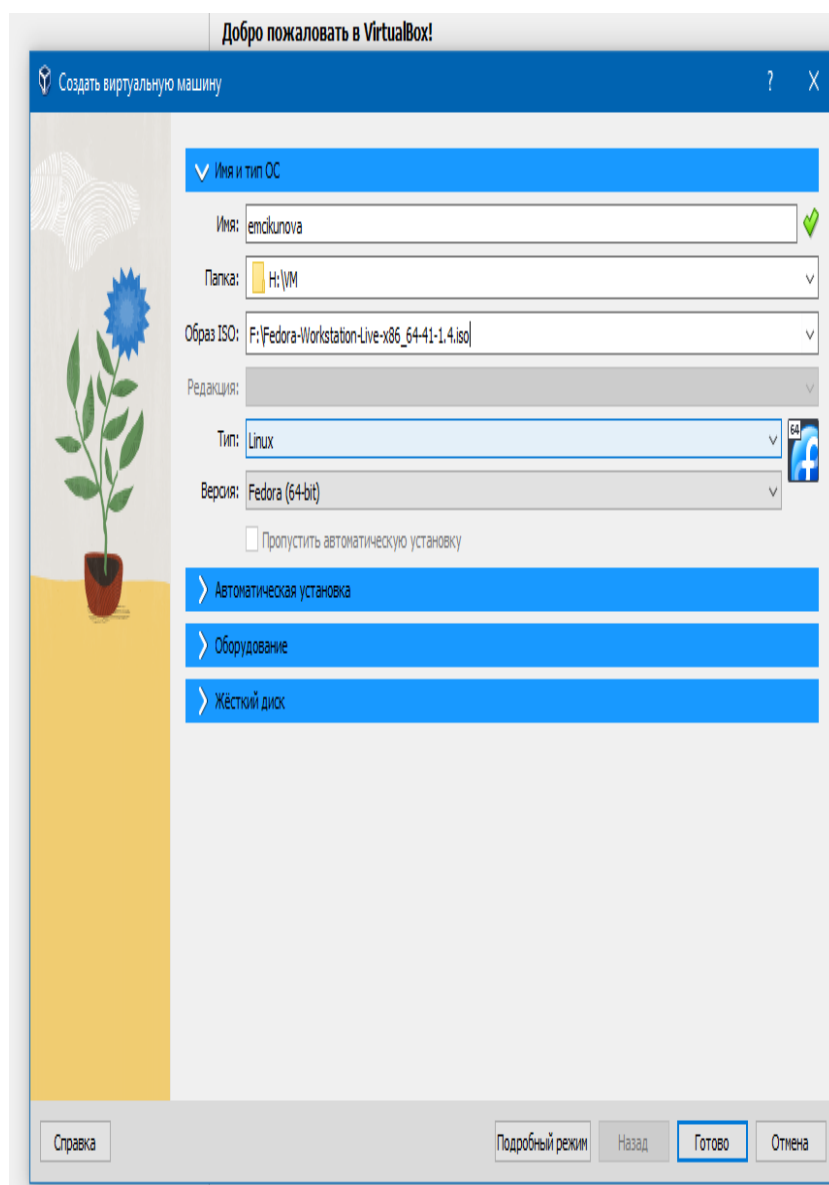 Добро пожаловать в VirtualBox!
Создать виртуальную машину
? X
Имя и тип ОС
Имя: emcikunova
Папка: H:\VM
Образ ISO: F:\Fedora-Workstation-Live-x86_64-41-1.4.iso
Редакция:
Тип: Linux
64
Версия: Fedora (64-bit)
Пропустить автоматическую установку
Автоматическая установка
Оборудование
Жёсткий диск
Справка Подробный режим Назад Готово Отмена